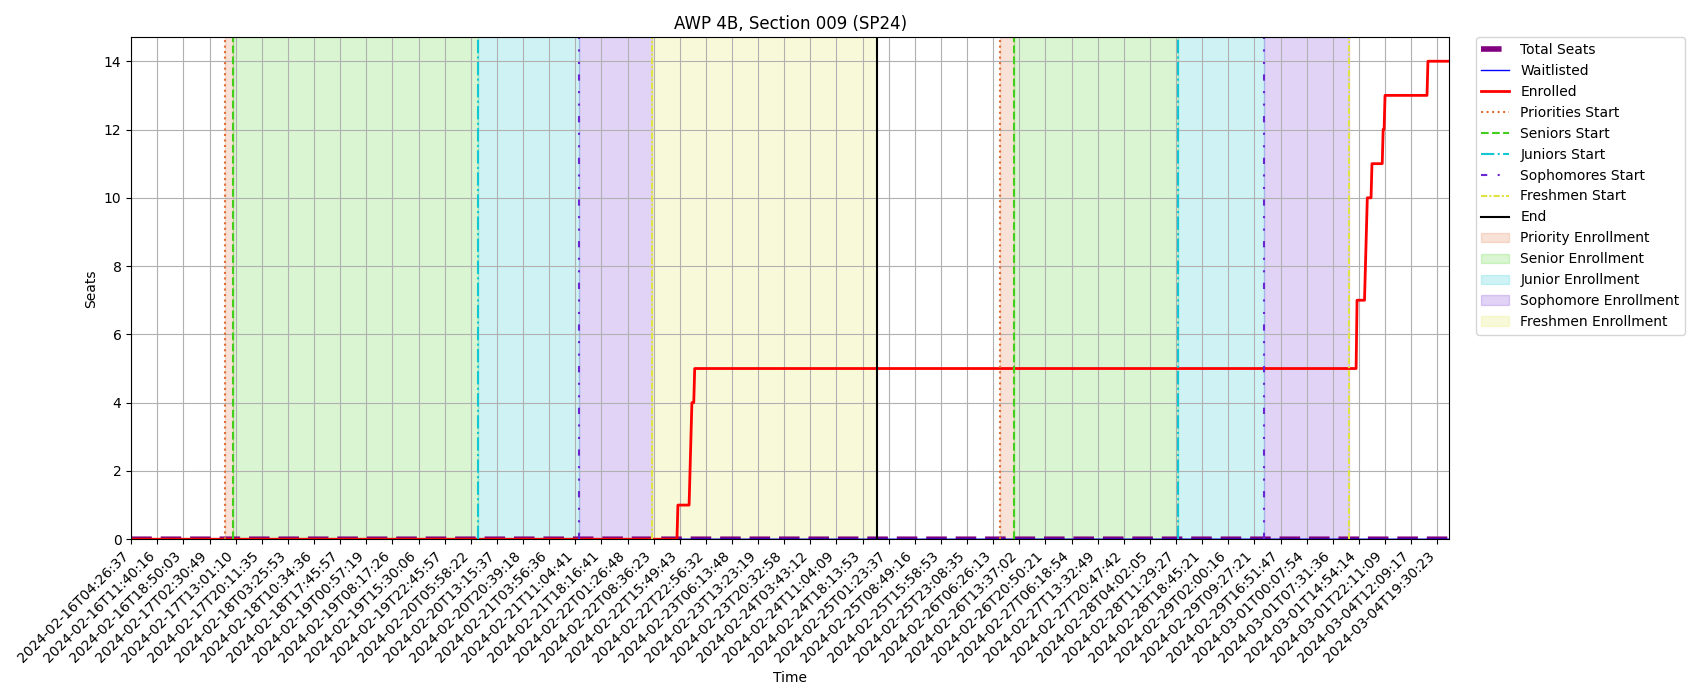 AWP 4B, Section 009 (SP24)
Seats
14
12
10
8
6
4
2
0
2024-02-16T04:26:37
2024-02-16T11:40:16
2024-02-16T18:50:03
2024-02-17T02:30:49
2024-02-17T13:01:10
2024-02-17T20:11:35
2024-02-18T03:25:53
2024-02-18T10:34:36
2024-02-18T17:45:57
2024-02-19T00:57:19
2024-02-19T08:17:26
2024-02-19T15:30:06
2024-02-19T22:45:57
2024-02-20T05:58:22
2024-02-20T13:15:37
2024-02-20T20:39:18
2024-02-21T03:56:36
2024-02-21T11:04:41
2024-02-21T18:16:41
2024-02-22T01:26:48
2024-02-22T08:36:23
2024-02-22T15:49:43
2024-02-22T22:56:32
2024-02-23T06:13:48
2024-02-23T13:23:19
2024-02-23T20:32:58
2024-02-24T03:43:12
2024-02-24T11:04:09
2024-02-24T18:13:53
2024-02-25T01:23:37
2024-02-25T08:49:16
2024-02-25T15:58:53
2024-02-25T23:08:35
2024-02-26T06:26:13
2024-02-26T13:37:02
2024-02-26T20:50:21
2024-02-27T06:18:54
2024-02-27T13:32:49
2024-02-27T20:47:42
2024-02-28T04:02:05
2024-02-28T11:29:27
2024-02-28T18:45:21
2024-02-29T02:00:16
2024-02-29T09:27:21
2024-02-29T16:51:47
2024-03-01T00:07:54
2024-03-01T07:31:36
2024-03-01T14:54:14
2024-03-01T22:11:09
2024-03-04T12:09:17
2024-03-04T19:30:23
Time
Total Seats
Waitlisted
Enrolled
Priorities Start
Seniors Start
Juniors Start
Sophomores Start
Freshmen Start
End
Priority Enrollment
Senior Enrollment
Junior Enrollment
Sophomore Enrollment
Freshmen Enrollment